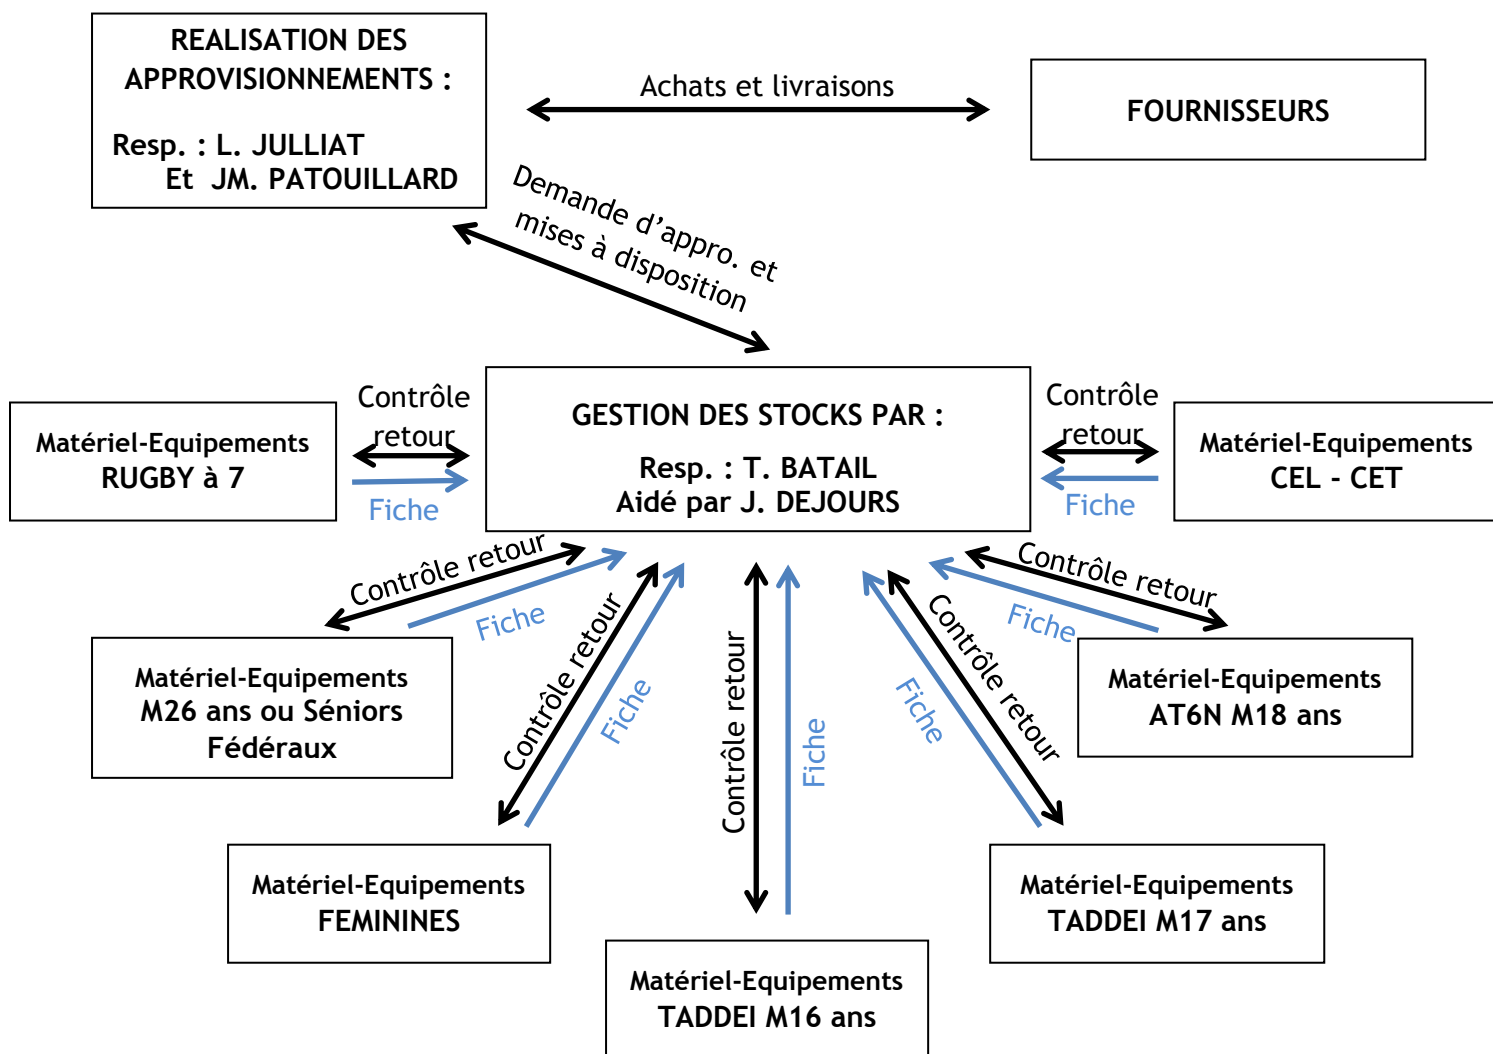 REALISATION DES
APPROVISIONNEMENTS :
Resp. : L. JULLIAT
Et JM. PATOUILLARD
Achats et livraisons
FOURNISSEURS
Demande d’appro. et
mises à disposition
GESTION DES STOCKS PAR :
Resp. : T. BATAIL
Aidé par J. DEJOURS
Matériel-Equipements
RUGBY à 7
Contrôle
retour
Fiche
Contrôle
retour
Fiche
Matériel-Equipements
CEL - CET
Contrôle retour
Fiche
Matériel-Equipements
M26 ans ou Séniors
Fédéraux
Contrôle retour
Fiche
Matériel-Equipements
FEMININES
Contrôle retour
Fiche
Matériel-Equipements
TADDEI M16 ans
Contrôle retour
Fiche
Matériel-Equipements
TADDEI M17 ans
Contrôle retour
Fiche
Matériel-Equipements
AT6N M18 ans